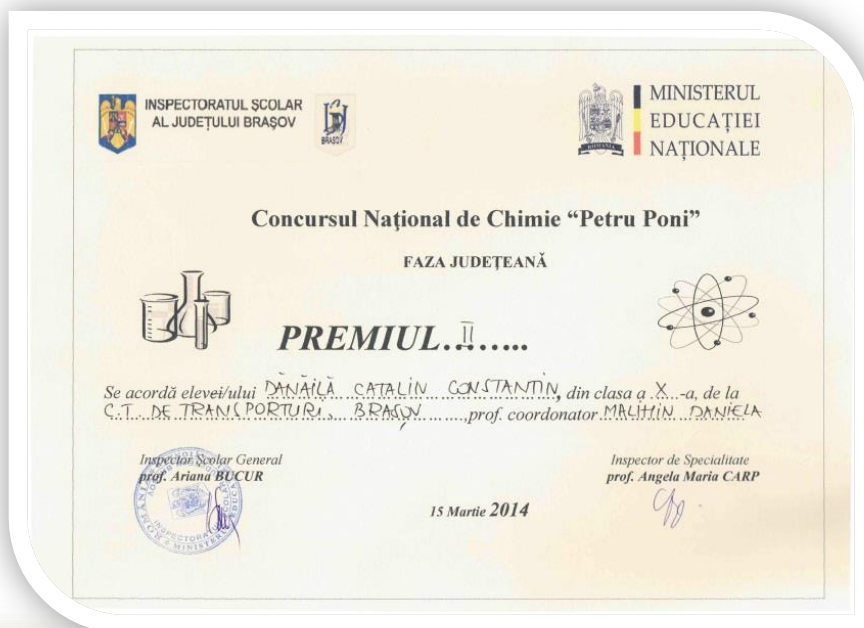 INSPECTORATUL ŞCOLAR
AL JUDEŢULUI BRAŞOV
BRAŞOV
ROMANIA
MINISTERUL
EDUCAŢIEI
NAŢIONALE
Concursul Naţional de Chimie “Petru Poni”
FAZA JUDEŢEANĂ
PREMIUL..II......
Se acordă elevei/ului DĂNĂILĂ CATALIN CONSTANTIN, din clasa a X -a, de la
C.T. DE TRANSPORTURI, BRAŞOV, prof. coordonator MALIHIN DANIELA
Inspector Şcolar General
prof. Ariana BUCUR
Inspector de Specialitate
prof. Angela Maria CARP
15 Martie 2014